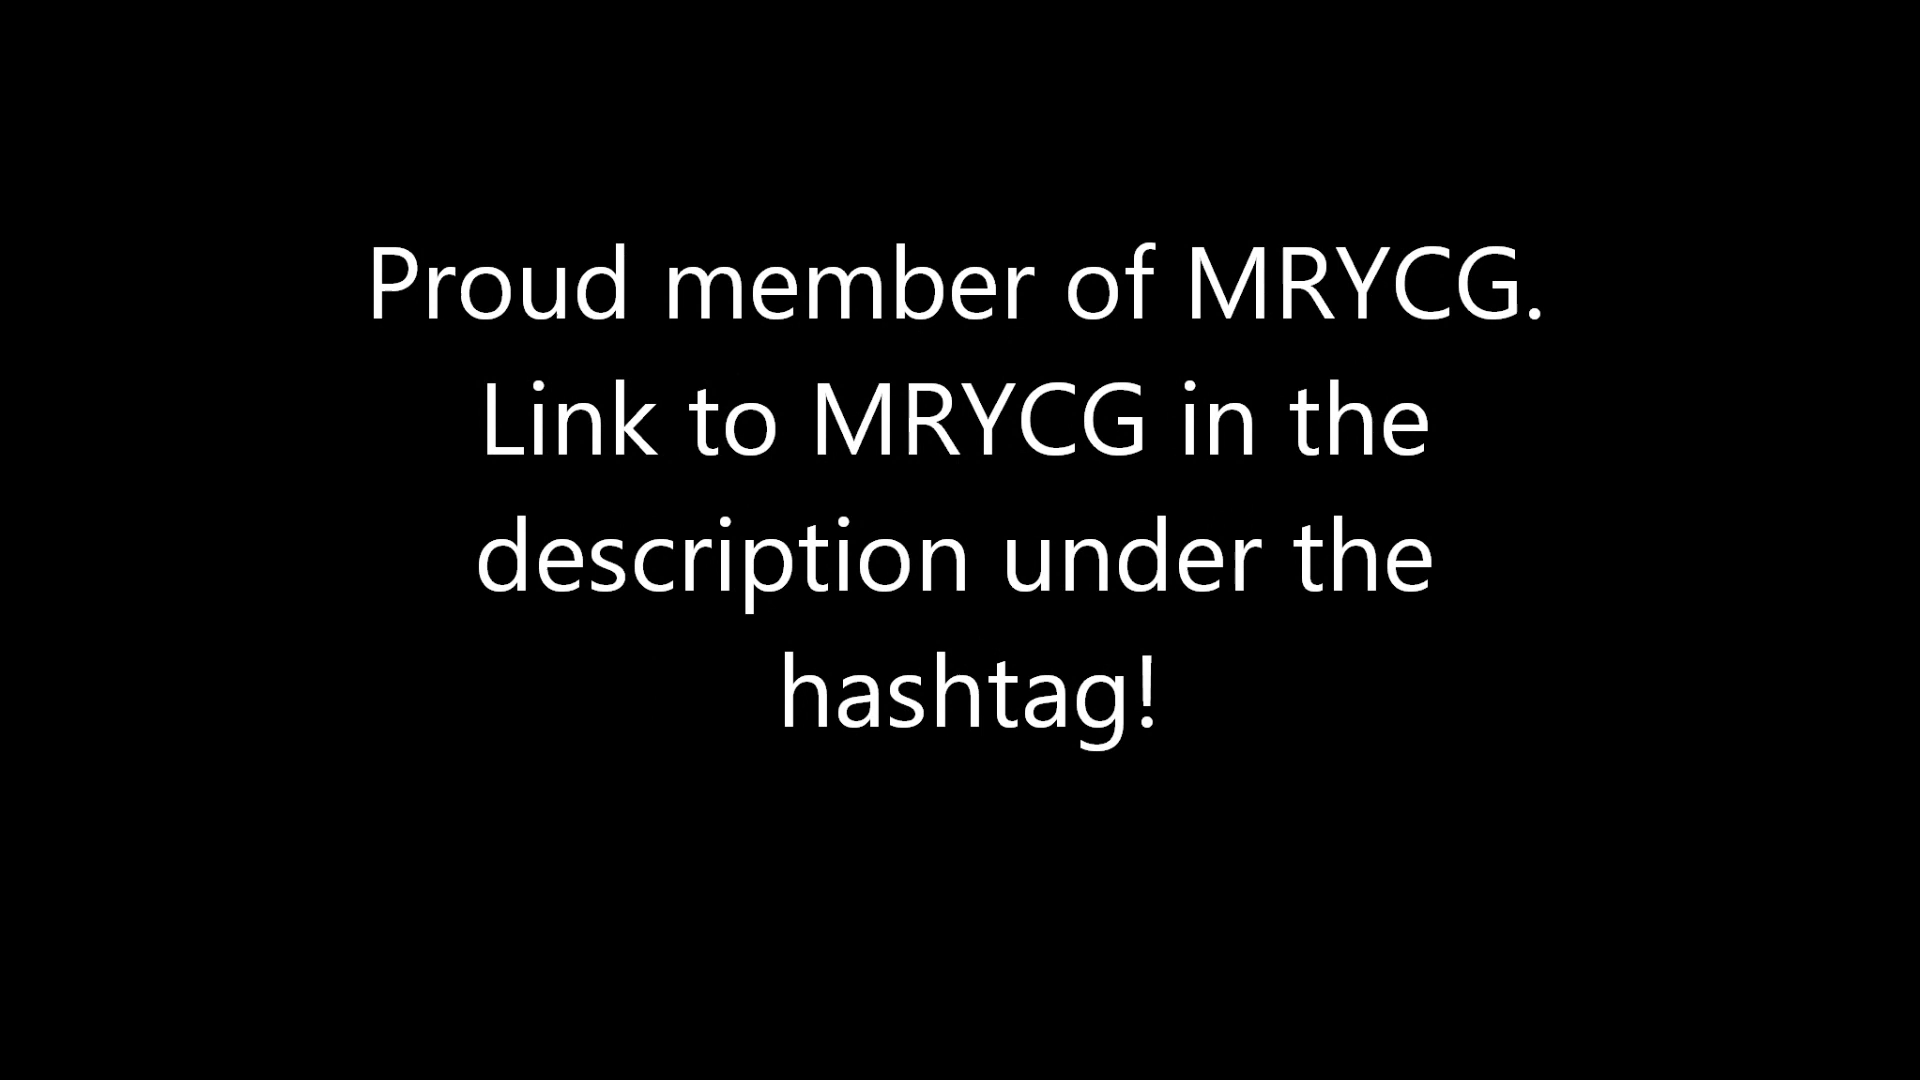 Proud member of MRYCG.
Link to MRYCG in the
description under the
hashtag!